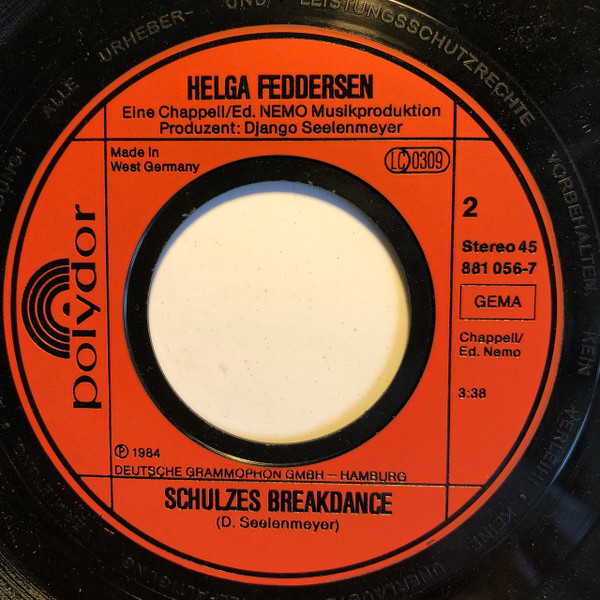 ALLE URHEBER- UND LEISTUNGSSCHUTZRECHTE VORBEHALTEN KEIN VERLEIH! • KEINE
HELGA FEDDERSEN
Eine Chappell/Ed. NEMO Musikproduktion
Produzent: Django Seelenmeyer
Made in
West Germany
LC 0309
2
Stereo 45
881 056-7
GEMA
Chappell/
Ed. Nemo
3:38
polydor
℗ 1984
DEUTSCHE GRAMMOPHON GMBH – HAMBURG
SCHULZES BREAKDANCE
(D. Seelenmeyer)